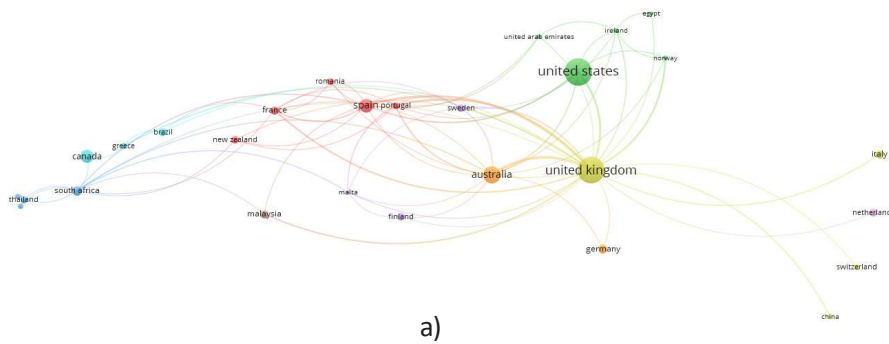 egypt
ireland
united arab emirates
norway
united states
romania
spain
portugal
france
sweden
brazil
new zealand
greece
canada
italy
united kingdom
australia
thailand
south africa
malta
malaysia
finland
netherland
germany
switzerland
china
a)